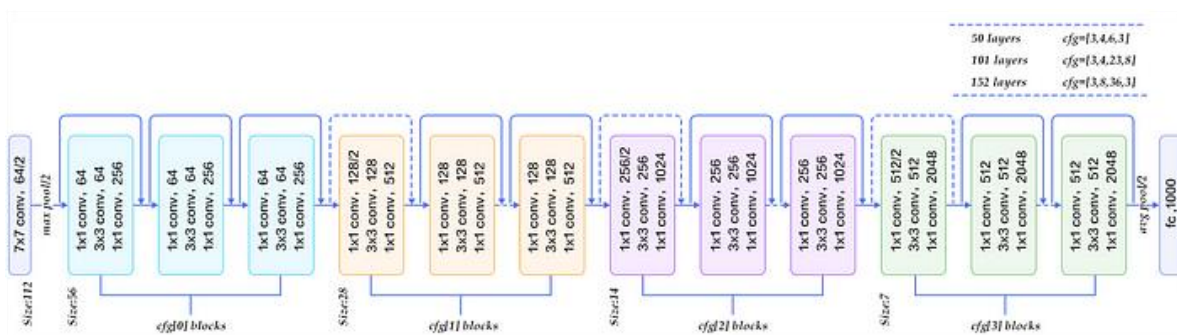 50 layers cfg=[3,4,6,3]
101 layers cfg=[3,4,23,8]
152 layers cfg=[3,8,36,3]
7x7 conv, 64/2
max pool/2
1x1 conv, 64
3x3 conv, 64
1x1 conv, 256
1x1 conv, 64
3x3 conv, 64
1x1 conv, 256
1x1 conv, 64
3x3 conv, 64
1x1 conv, 256
1x1 conv, 128/2
3x3 conv, 128
1x1 conv, 512
1x1 conv, 128
3x3 conv, 128
1x1 conv, 512
1x1 conv, 128
3x3 conv, 128
1x1 conv, 512
1x1 conv, 256/2
3x3 conv, 256
1x1 conv, 1024
1x1 conv, 256
3x3 conv, 256
1x1 conv, 1024
1x1 conv, 256
3x3 conv, 256
1x1 conv, 1024
1x1 conv, 512/2
3x3 conv, 512
1x1 conv, 2048
1x1 conv, 512
3x3 conv, 512
1x1 conv, 2048
1x1 conv, 512
3x3 conv, 512
1x1 conv, 2048
avg pool/2
fc ,1000
Size:112
Size:56
cfg[0] blocks
Size:28
cfg[1] blocks
Size:14
cfg[2] blocks
Size:7
cfg[3] blocks